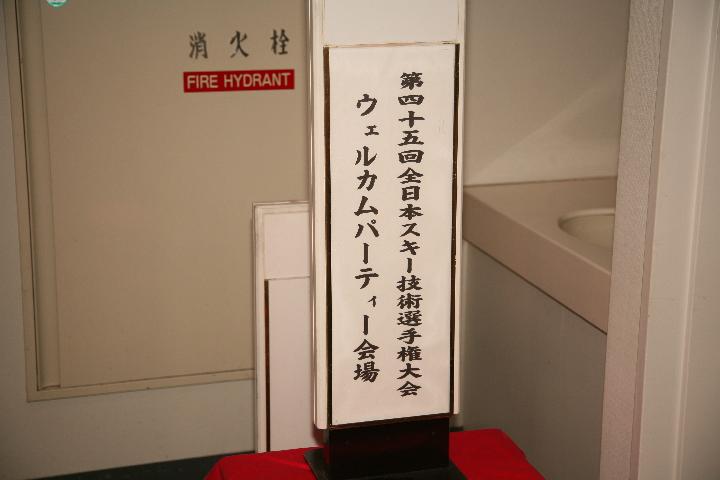 消火栓
FIRE HYDRANT
第四十五回全日本スキー技術選手権大会
ウェルカムパーティー会場